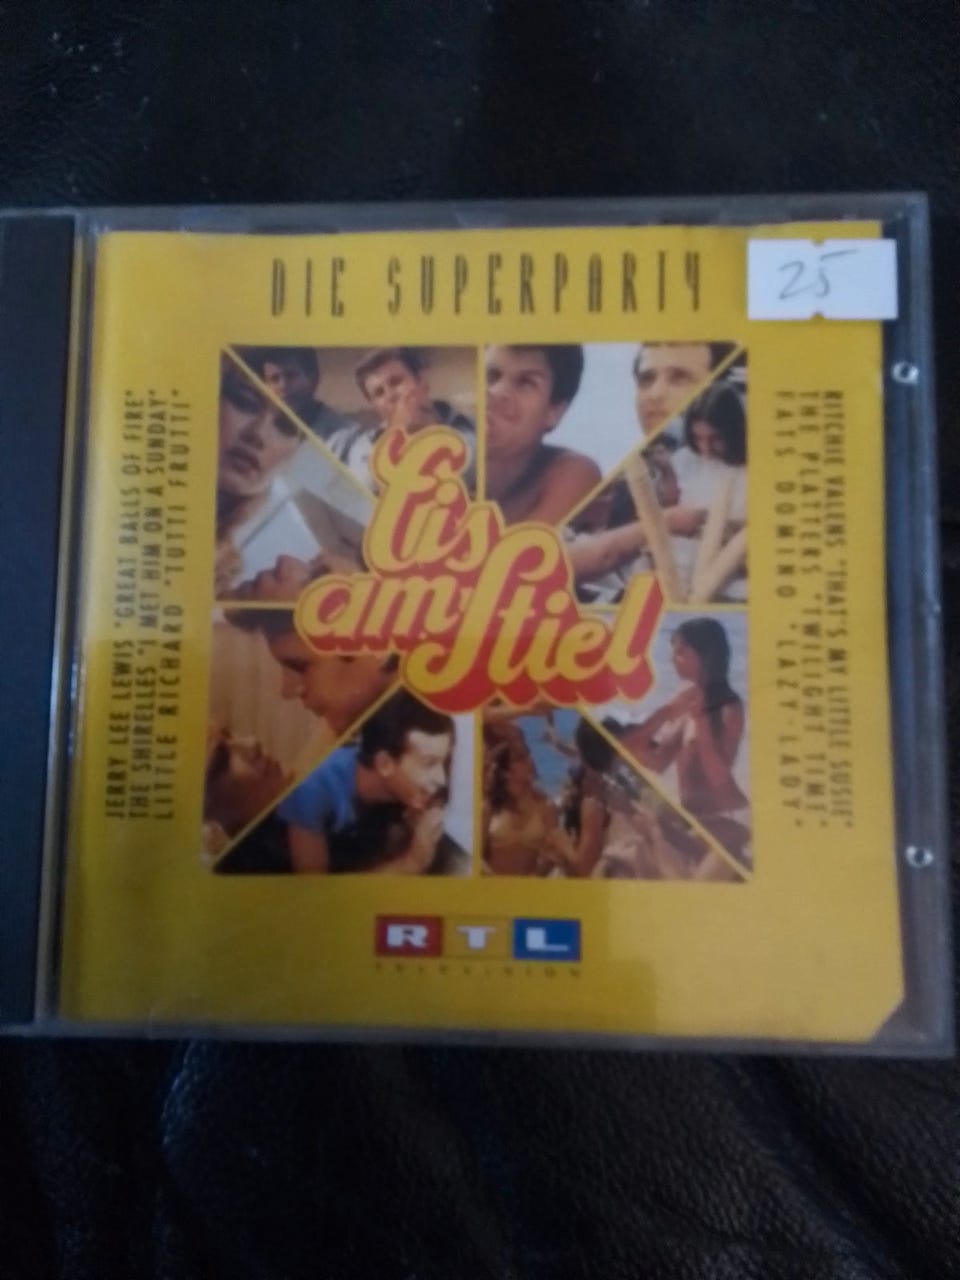 DIE SUPERPARTY
25
JERRY LEE LEWIS "GREAT BALLS OF FIRE"
THE SHIRELLES "I MET HIM ON A SUNDAY"
LITTLE RICHARD "TUTTI FRUTTI"
Eis
am Stiel
RITCHIE VALENS "THAT'S MY LITTLE SUSIE"
THE PLATTERS "TWILIGHT TIME"
FATS DOMINO "LAZY LADY"
RTL
TELEVISION